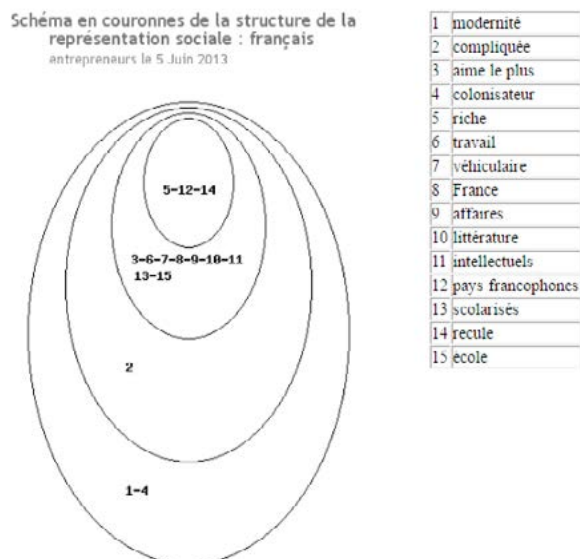 Schéma en couronnes de la structure de la
représentation sociale : français
entrepreneurs le 5 Juin 2013
5-12-14
3-6-7-8-9-10-11
13-15
2
1-4
1 modernité
2 compliquée
3 aime le plus
4 colonisateur
5 riche
6 travail
7 véhiculaire
8 France
9 affaires
10 littérature
11 intellectuels
12 pays francophones
13 scolarisés
14 recule
15 école